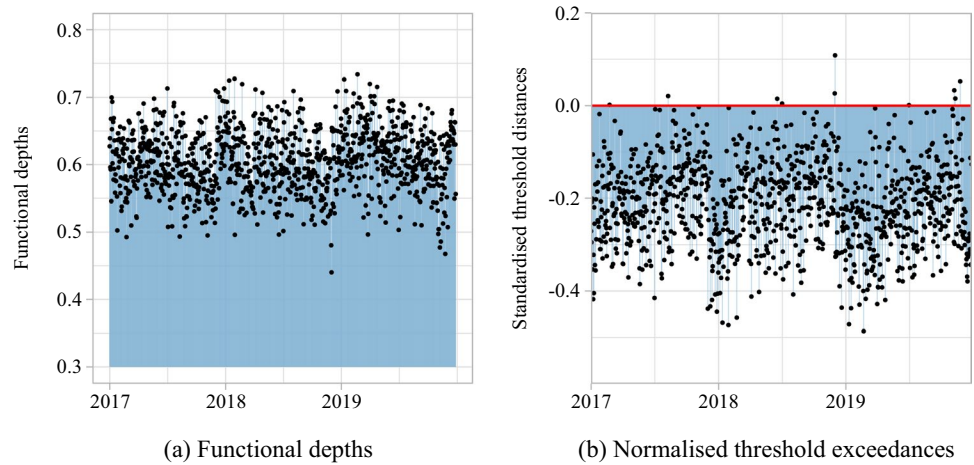 Functional depths
0.8
0.7
0.6
0.5
0.4
0.3
2017 2018 2019
(a) Functional depths
Standardised threshold distances
0.2
0.0
-0.2
-0.4
2017 2018 2019
(b) Normalised threshold exceedances